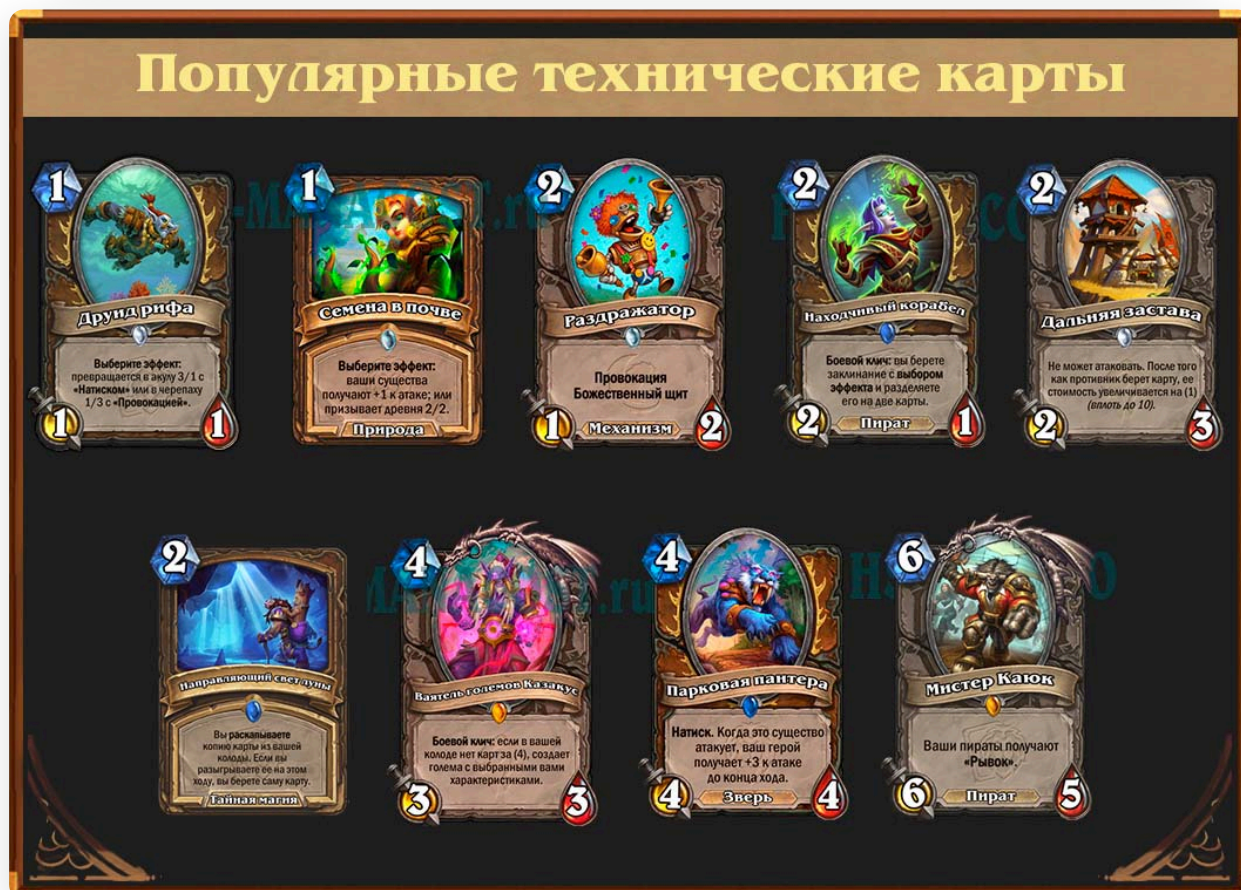 Популярные технические карты
1
Друид рифа
Выберите эффект:
превращается в акулу 3/1 с
«Натиском» или в черепаху
1/3 с «Провокацией».
1
1
1
Семена в почве
Выберите эффект:
ваши существа
получают +1 к атаке; или
призывает древня 2/2.
Природа
2
Раздражатор
Провокация
Божественный щит
1
Механизм
2
2
Находчивый корабел
Боевой клич: вы берете
заклинание с выбором
эффекта и разделяете
его на две карты.
2
Пират
1
2
Дальняя застава
Не может атаковать. После того
как противник берет карту, ее
стоимость увеличивается на (1)
(вплоть до 10).
2
3
2
Направляющий свет луны
Вы раскапываете
копию карты из вашей
колоды. Если вы
разыгрываете ее на этом
ходу, вы берете саму карту.
Тайная магия
4
Ваятель големов Казакус
Боевой клич: если в вашей
колоде нет карт за (4), создает
голема с выбранными вами
характеристиками.
3
3
4
Парковая пантера
Натиск. Когда это существо
атакует, ваш герой
получает +3 к атаке
до конца хода.
4
Зверь
4
6
Мистер Каюк
Ваши пираты получают
«Рывок».
6
Пират
5